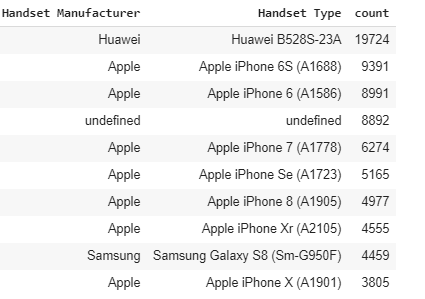 Handset Manufacturer Handset Type count
Huawei Huawei B528S-23A 19724
Apple Apple iPhone 6S (A1688) 9391
Apple Apple iPhone 6 (A1586) 8991
undefined undefined 8892
Apple Apple iPhone 7 (A1778) 6274
Apple Apple iPhone Se (A1723) 5165
Apple Apple iPhone 8 (A1905) 4977
Apple Apple iPhone Xr (A2105) 4555
Samsung Samsung Galaxy S8 (Sm-G950F) 4459
Apple Apple iPhone X (A1901) 3805